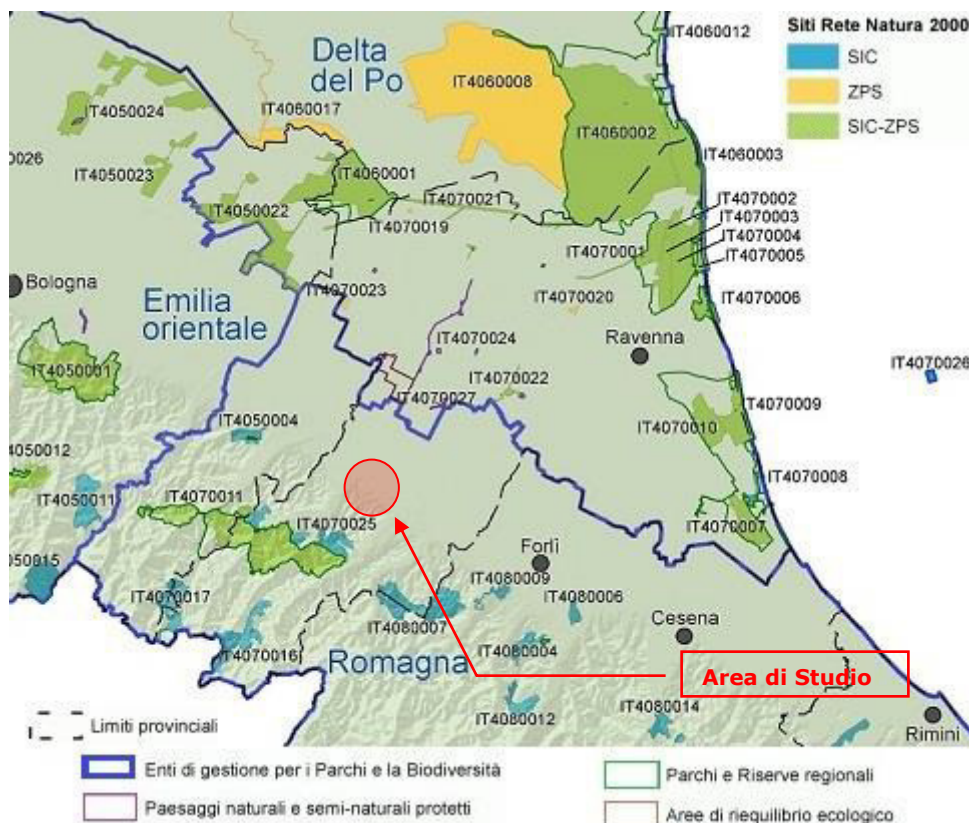 Siti Rete Natura 2000
SIC
ZPS
SIC-ZPS
IT4060012
Delta
del Po
IT4060008
IT4050024
IT4060017
IT4060002
026
IT4060003
IT4050023
IT4060001
IT4070021
IT4070002
IT4050022
IT4070003
IT4070019
IT4070004
IT4070001
IT4070005
Bologna
IT4070023
IT4070020
IT4070006
Emilia
orientale
IT4070024
Ravenna
IT4050001
IT4070022
IT4070026
IT4070027
IT4070009
IT4050004
IT4070010
4050012
IT4070008
IT4050011
IT4070011
IT4070025
IT4070007
Forlì
050015
IT4080009
IT4070017
IT4080006
IT4080007
Cesena
IT4080004
IT4070016
Romagna
Area di Studio
IT4080012
IT4080014
Rimini
Limiti provinciali
Enti di gestione per i Parchi e la Biodiversità
Parchi e Riserve regionali
Paesaggi naturali e semi-naturali protetti
Aree di riequilibrio ecologico